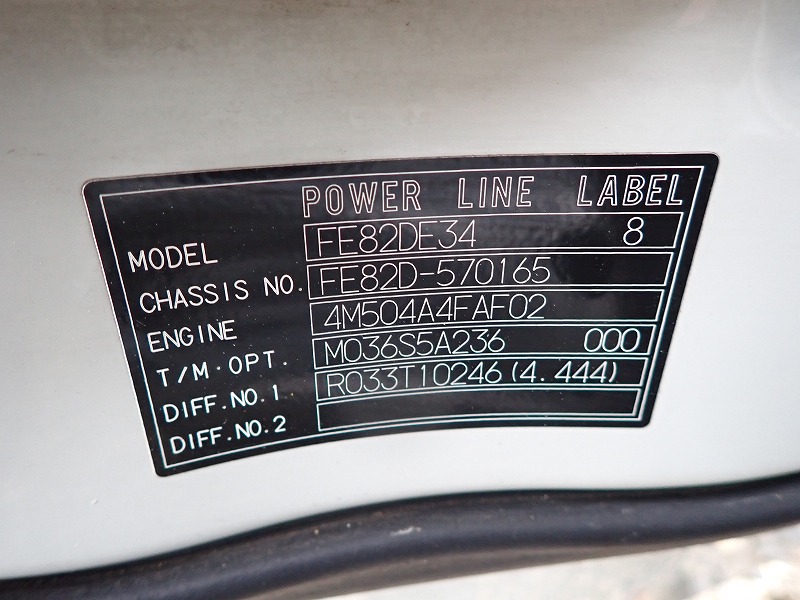 POWER LINE LABEL
MODEL FE82DE34 8
CHASSIS NO. FE82D-570165
ENGINE 4M504A4FAF02
T/M·OPT. M036S5A236 000
DIFF.NO.1 R033T10246(4.444)
DIFF.NO.2